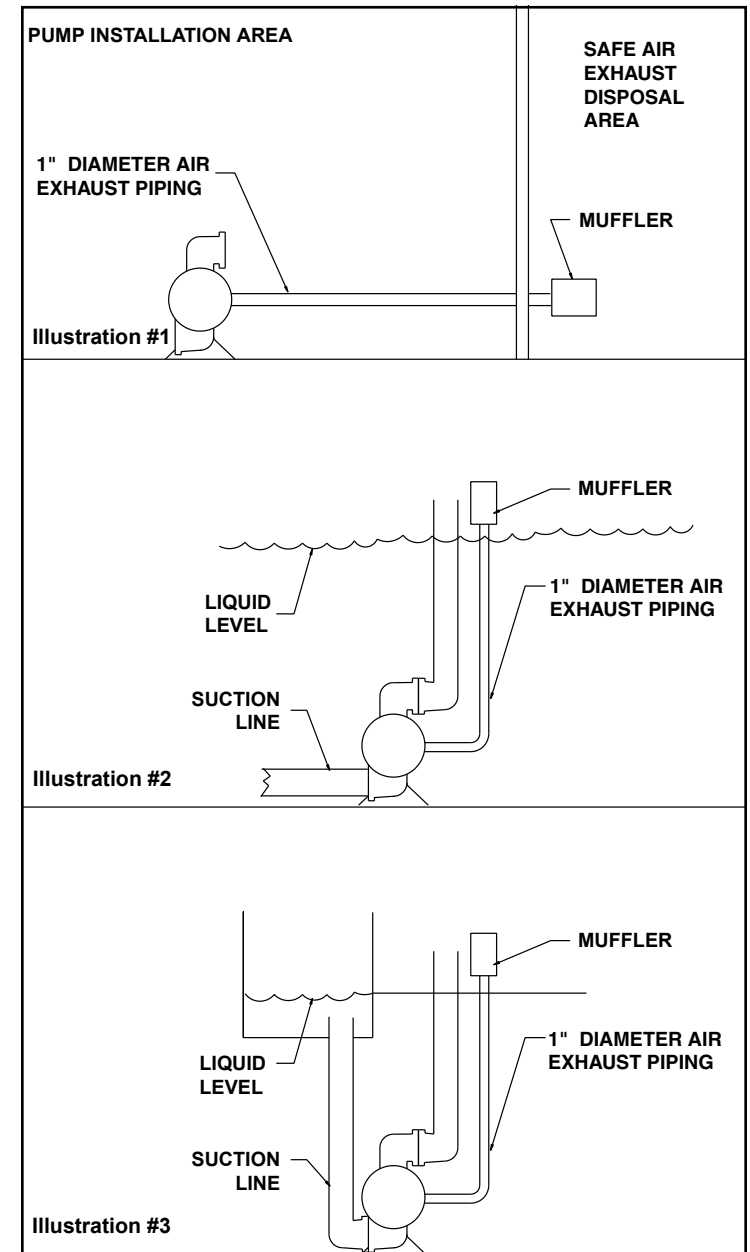 PUMP INSTALLATION AREA
SAFE AIR
EXHAUST
DISPOSAL
AREA
1" DIAMETER AIR
EXHAUST PIPING
MUFFLER
Illustration #1
MUFFLER
LIQUID
LEVEL
1" DIAMETER AIR
EXHAUST PIPING
SUCTION
LINE
Illustration #2
MUFFLER
LIQUID
LEVEL
1" DIAMETER AIR
EXHAUST PIPING
SUCTION
LINE
Illustration #3